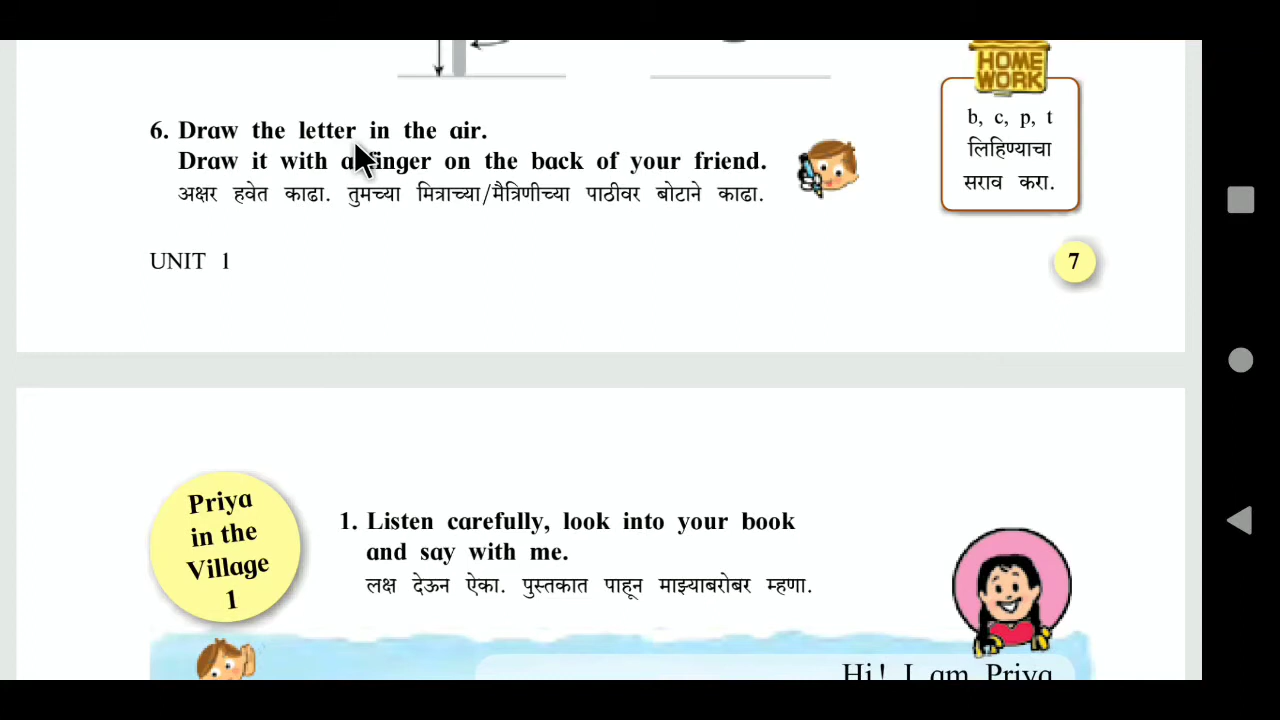 HOME
WORK
b, c, p, t
लिहिण्याचा
सराव करा.
6. Draw the letter in the air.
Draw it with a finger on the back of your friend.
अक्षर हवेत काढा. तुमच्या मित्राच्या/मैत्रिणीच्या पाठीवर बोटाने काढा.
UNIT 1
7
Priya
in the
Village
1
1. Listen carefully, look into your book
and say with me.
लक्ष देऊन ऐका. पुस्तकात पाहून माझ्याबरोबर म्हणा.
Hi! I am Priya